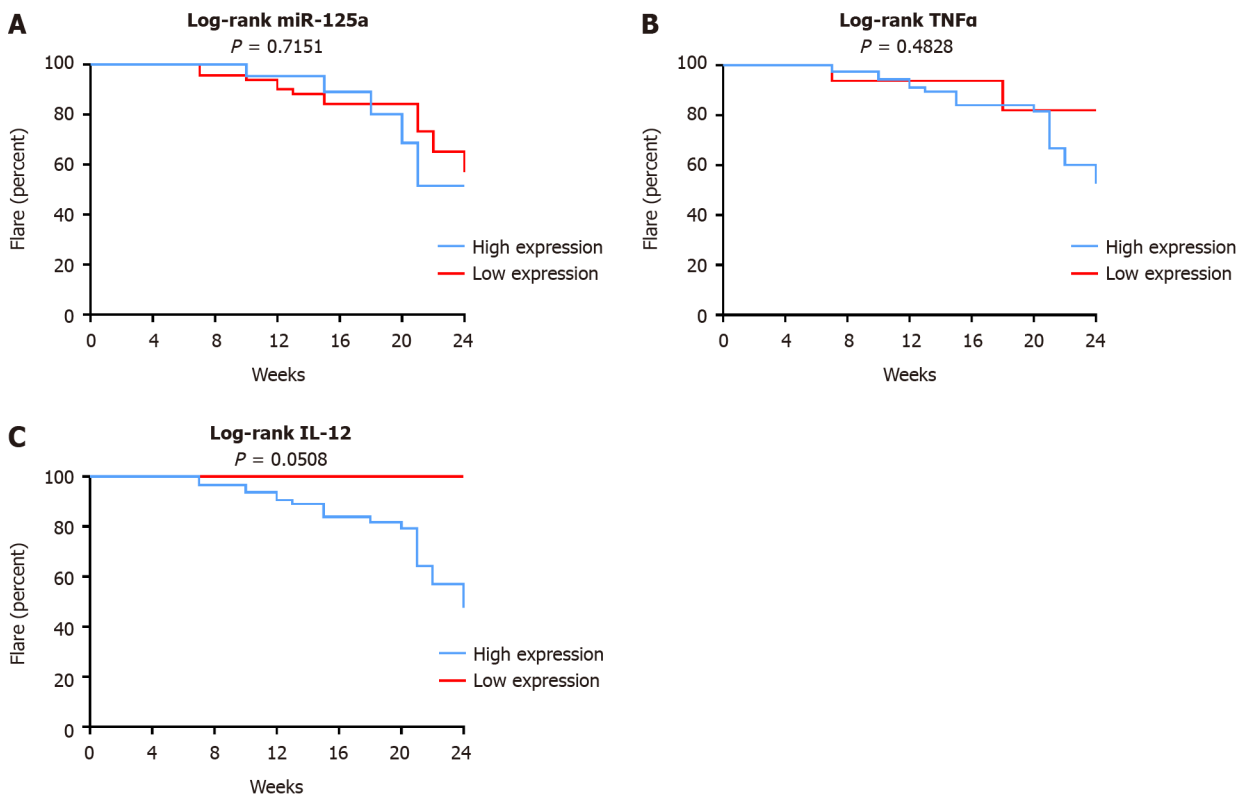 A
Log-rank miR-125a
P = 0.7151
Flare (percent)
100
80
60
40
20
0
High expression
Low expression
0 4 8 12 16 20 24
Weeks
B
Log-rank TNFα
P = 0.4828
Flare (percent)
100
80
60
40
20
0
High expression
Low expression
0 4 8 12 16 20 24
Weeks
C
Log-rank IL-12
P = 0.0508
Flare (percent)
100
80
60
40
20
0
High expression
Low expression
0 4 8 12 16 20 24
Weeks